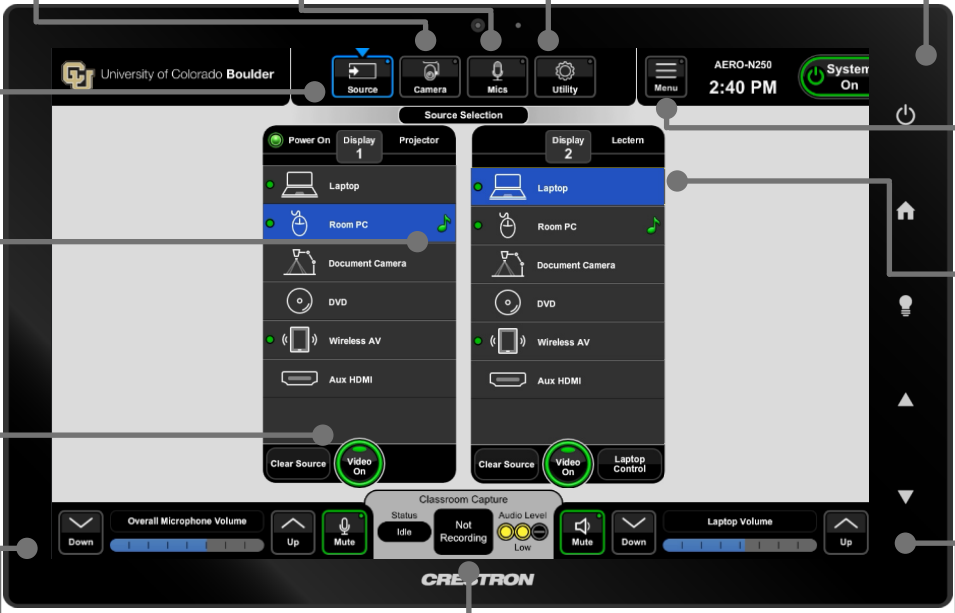 University of Colorado Boulder
Source
Camera
Mics
Utility
Menu
AERO-N250
2:40 PM
System
On
Source Selection
Power On
Display
1
Projector
Laptop
Room PC
Document Camera
DVD
Wireless AV
Aux HDMI
Clear Source
Video
On
Display
2
Lectern
Laptop
Room PC
Document Camera
DVD
Wireless AV
Aux HDMI
Clear Source
Video
On
Laptop
Control
Down
Overall Microphone Volume
Up
Mute
Classroom Capture
Status
Idle
Not
Recording
Audio Level
Low
Mute
Down
Laptop Volume
Up
CRESTRON